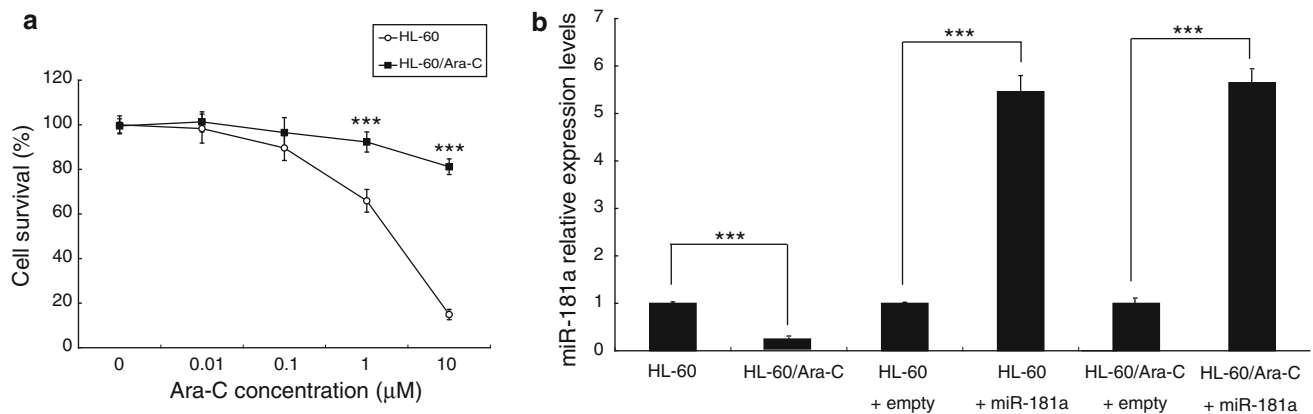 a
HL-60
HL-60/Ara-C
120
100
80
60
40
20
0
***
***
Cell survival (%)
0 0.01 0.1 1 10
Ara-C concentration (μM)
b
miR-181a relative expression levels
7
6
5
4
3
2
1
0
***
***
***
HL-60
HL-60/Ara-C
HL-60
+ empty
HL-60
+ miR-181a
HL-60/Ara-C
+ empty
HL-60/Ara-C
+ miR-181a